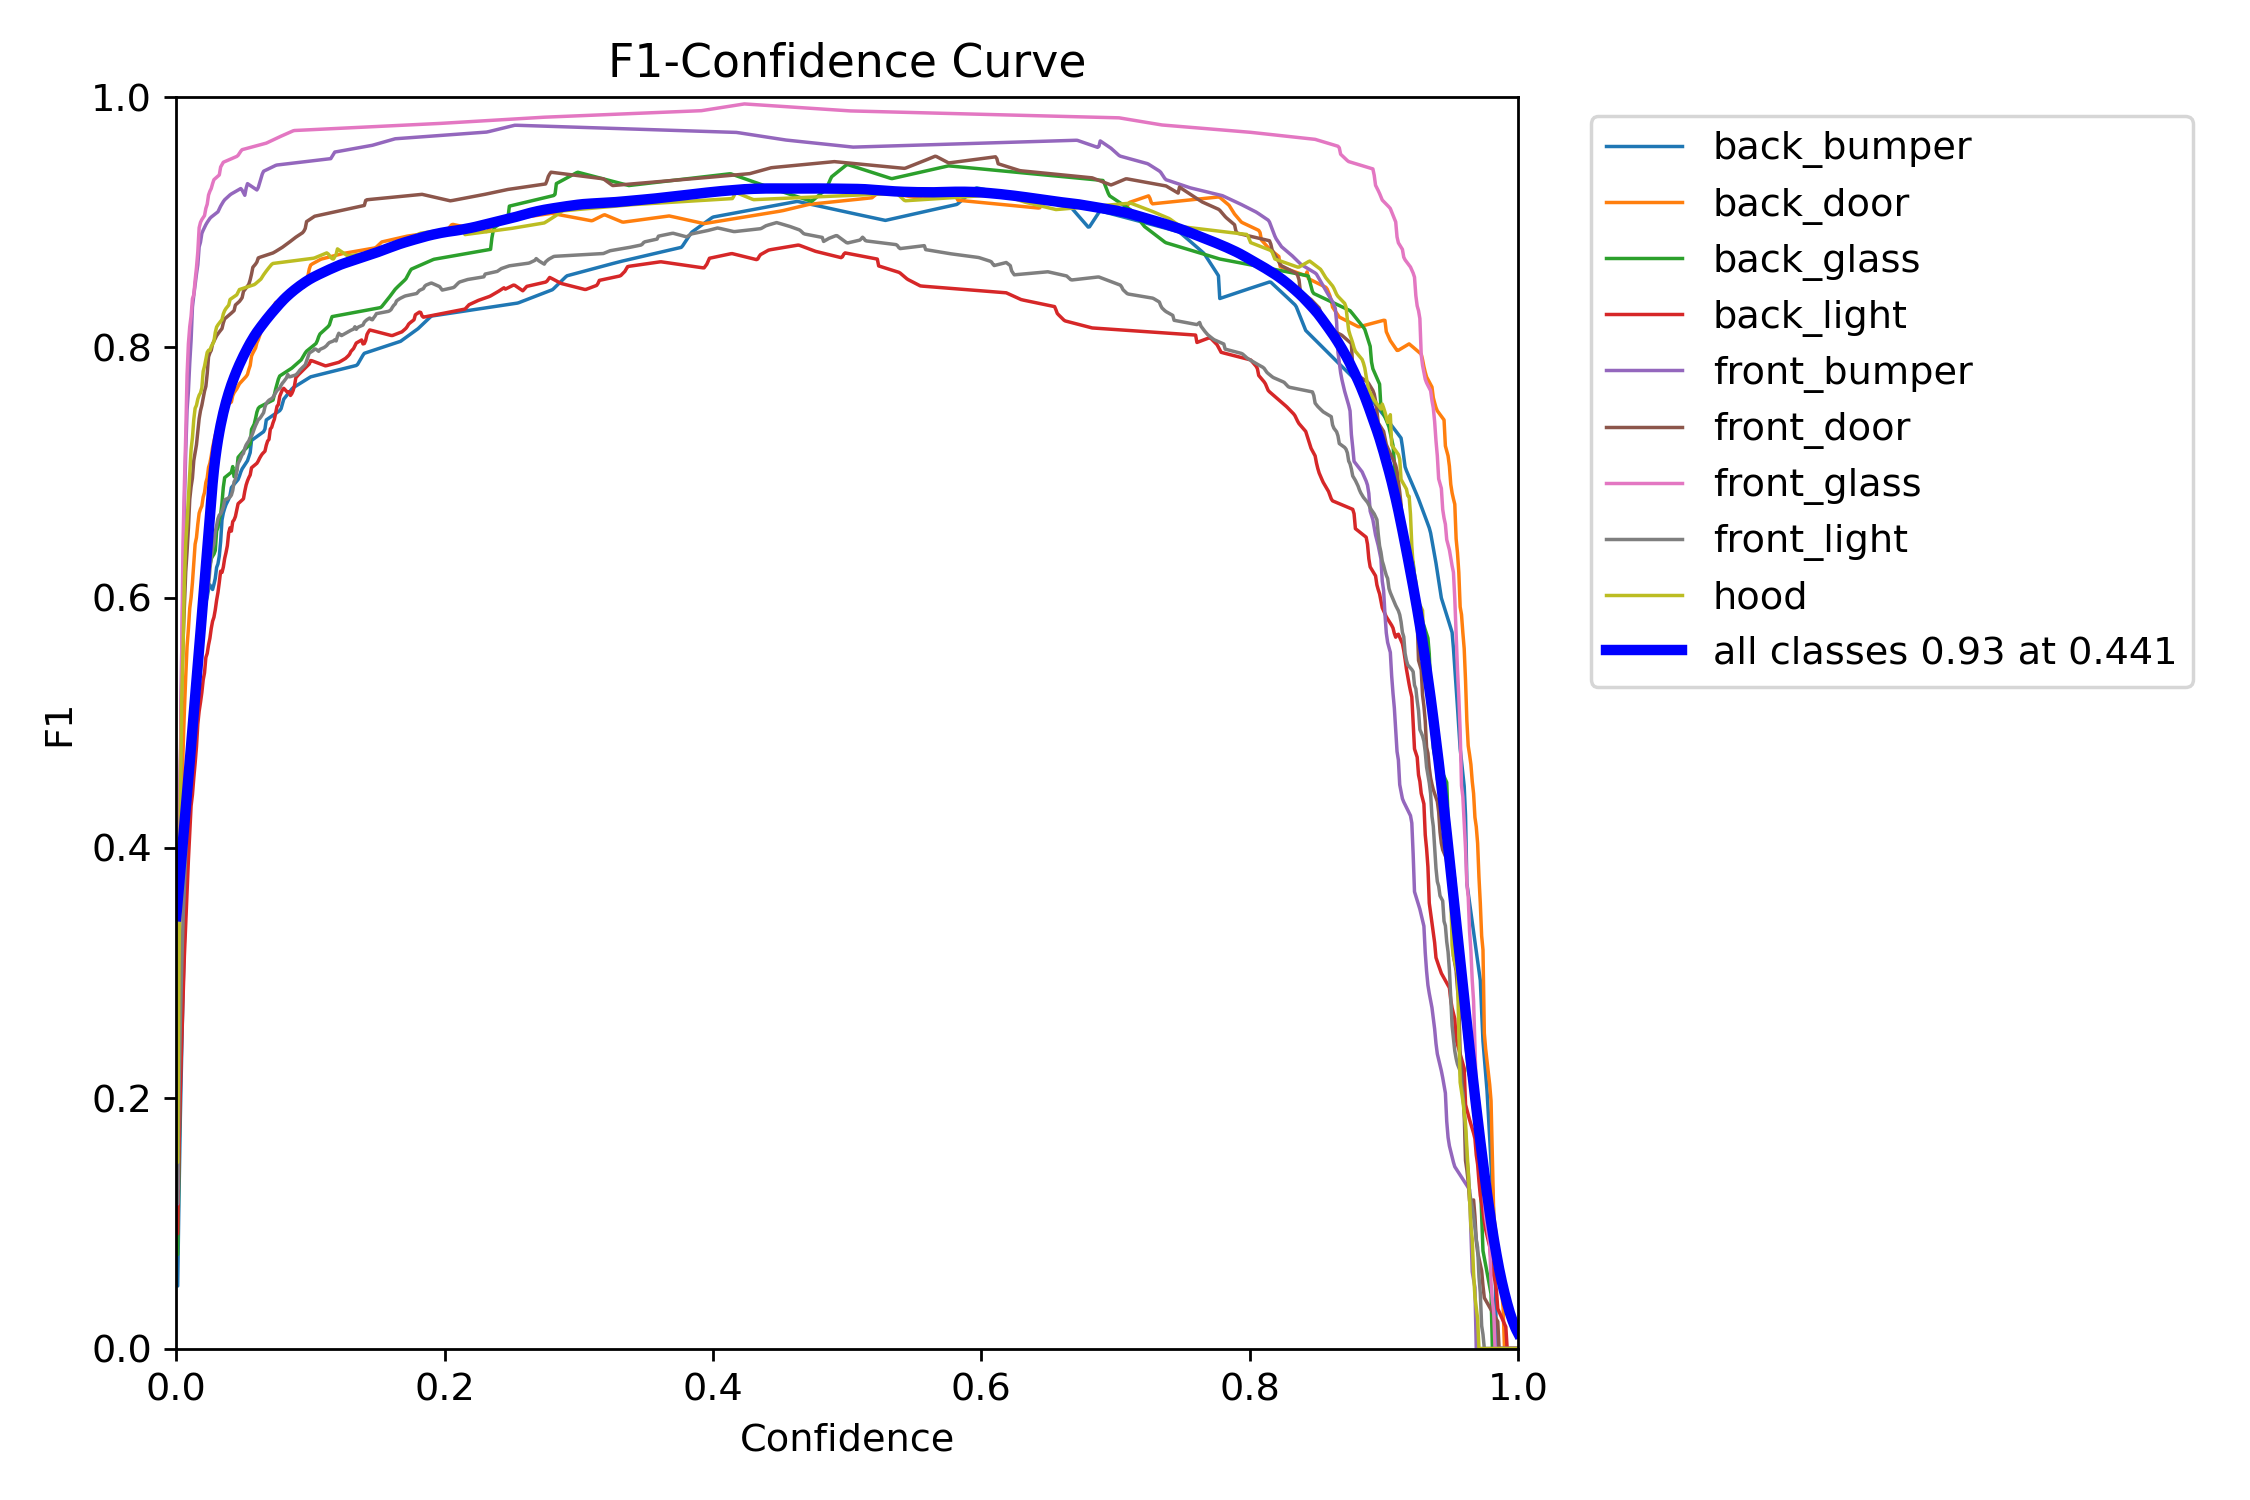 F1-Confidence Curve
1.0
0.8
0.6
0.4
0.2
0.0
F1
0.0 0.2 0.4 0.6 0.8 1.0
Confidence
back_bumper
back_door
back_glass
back_light
front_bumper
front_door
front_glass
front_light
hood
all classes 0.93 at 0.441